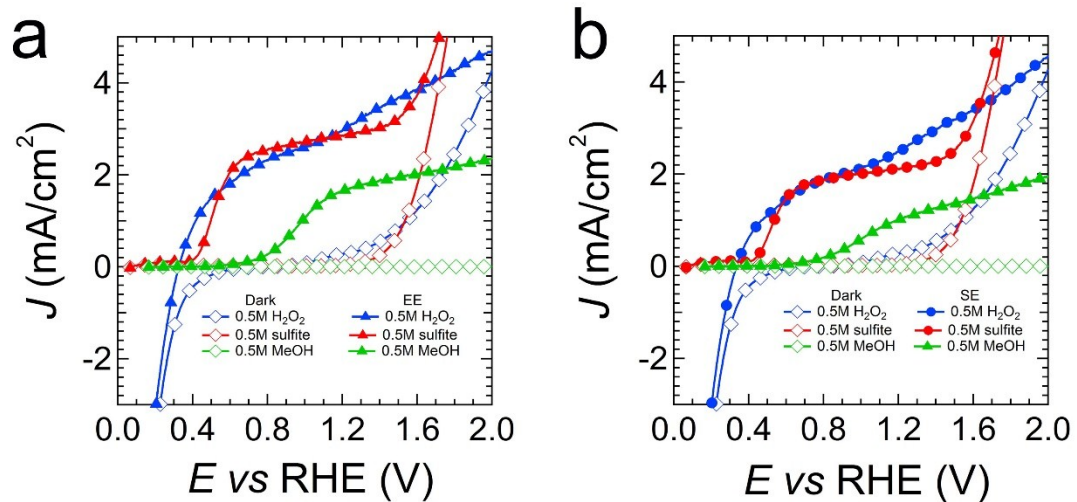 a
J (mA/cm²)
4
2
0
-2
Dark EE
0.5M H₂O₂ 0.5M H₂O₂
0.5M sulfite 0.5M sulfite
0.5M MeOH 0.5M MeOH
0.0 0.4 0.8 1.2 1.6 2.0
E vs RHE (V)
b
J (mA/cm²)
4
2
0
-2
Dark SE
0.5M H₂O₂ 0.5M H₂O₂
0.5M sulfite 0.5M sulfite
0.5M MeOH 0.5M MeOH
0.0 0.4 0.8 1.2 1.6 2.0
E vs RHE (V)